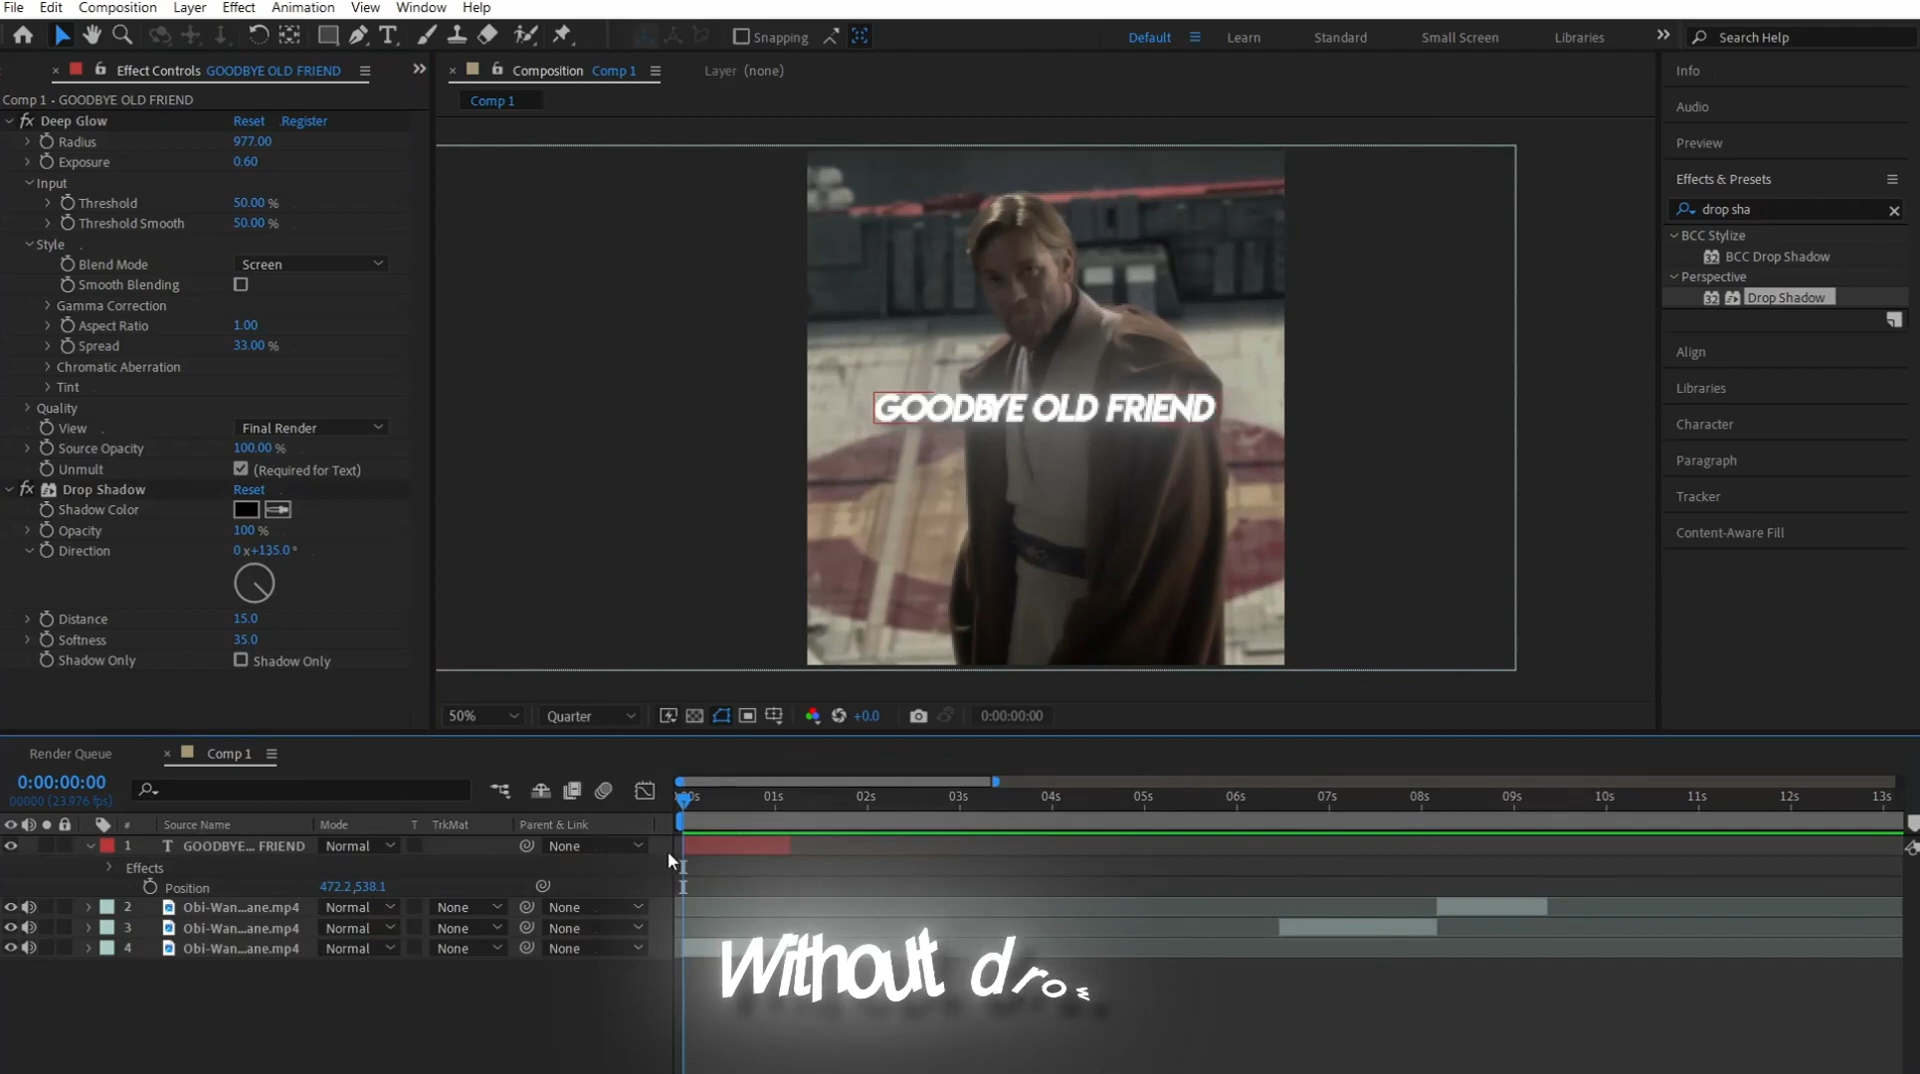 File Edit Composition Layer Effect Animation View Window Help
Snapping Default Learn Standard Small Screen Libraries Search Help
Effect Controls GOODBYE OLD FRIEND
Comp 1 • GOODBYE OLD FRIEND
Deep Glow Reset Register
Radius 977.00
Exposure 0.60
Input
Threshold 50.00 %
Threshold Smooth 50.00 %
Style
Blend Mode Screen
Smooth Blending
Gamma Correction
Aspect Ratio 1.00
Spread 33.00 %
Chromatic Aberration
Tint
Quality
View Final Render
Source Opacity 100.00 %
Unmult (Required for Text)
fx Drop Shadow Reset
Shadow Color
Opacity 100 %
Direction 0 x+135.0 °
Distance 15.0
Softness 35.0
Shadow Only Shadow Only
Composition Comp 1 Layer (none)
Comp 1
GOODBYE OLD FRIEND
50% Quarter +0.0 0:00:00:00
Info
Audio
Preview
Effects & Presets
drop sha
BCC Stylize
32 BCC Drop Shadow
Perspective
32 Drop Shadow
Align
Libraries
Character
Paragraph
Tracker
Content-Aware Fill
Render Queue Comp 1
0:00:00:00
00000 (23.976 fps)
01s 02s 03s 04s 05s 06s 07s 08s 09s 10s 11s 12s 13s
# Source Name Mode T TrkMat Parent & Link
1 T GOODBYE... FRIEND Normal None
Effects
Position 472.2,538.1
2 Obi-Wan...ane.mp4 Normal None None
3 Obi-Wan...ane.mp4 Normal None None
4 Obi-Wan...ane.mp4 Normal None None
Without dro